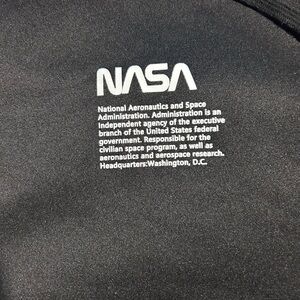 NASA
National Aeronautics and Space
Administration. Administration is an
independent agency of the executive
branch of the United States federal
government. Responsible for the
civilian space program, as well as
aeronautics and aerospace research.
Headquarters:Washington, D.C.